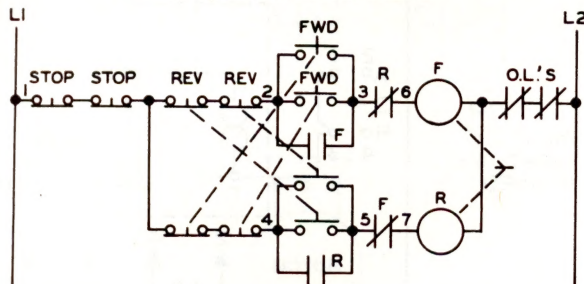 L1
L2
FWD
STOP STOP REV REV FWD R F O.L.'S
1 2 3 6
F
4 5 F 7 R
R